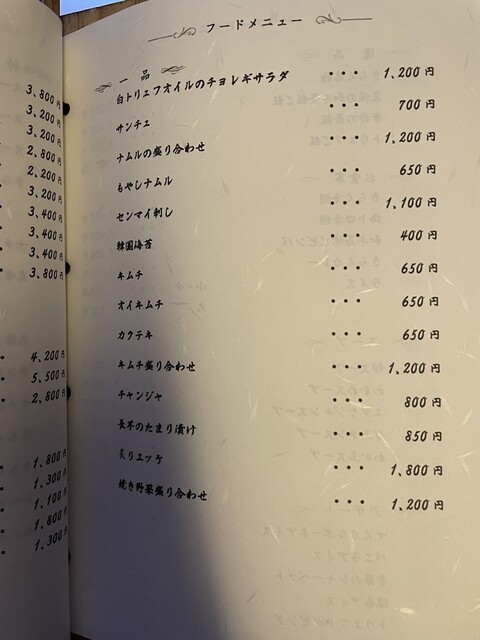 フードメニュー
一品
白トリュフオイルのチョレギサラダ ・・・ 1,200円
サンチュ ・・・ 700円
ナムルの盛り合わせ ・・・ 1,200円
もやしナムル ・・・ 650円
センマイ刺し ・・・ 1,100円
韓国海苔 ・・・ 400円
キムチ ・・・ 650円
オイキムチ ・・・ 650円
カクテキ ・・・ 650円
キムチ盛り合わせ ・・・ 1,200円
チャンジャ ・・・ 800円
長芋のたまり漬け ・・・ 850円
炙りエッケ ・・・ 1,800円
焼き野菜盛り合わせ ・・・ 1,200円
3,800円
3,200円
3,200円
2,800円
2,200円
3,200円
3,400円
3,400円
3,400円
3,800円
4,200円
5,500円
2,800円
1,800円
1,300円
1,100円
1,800円
1,300円